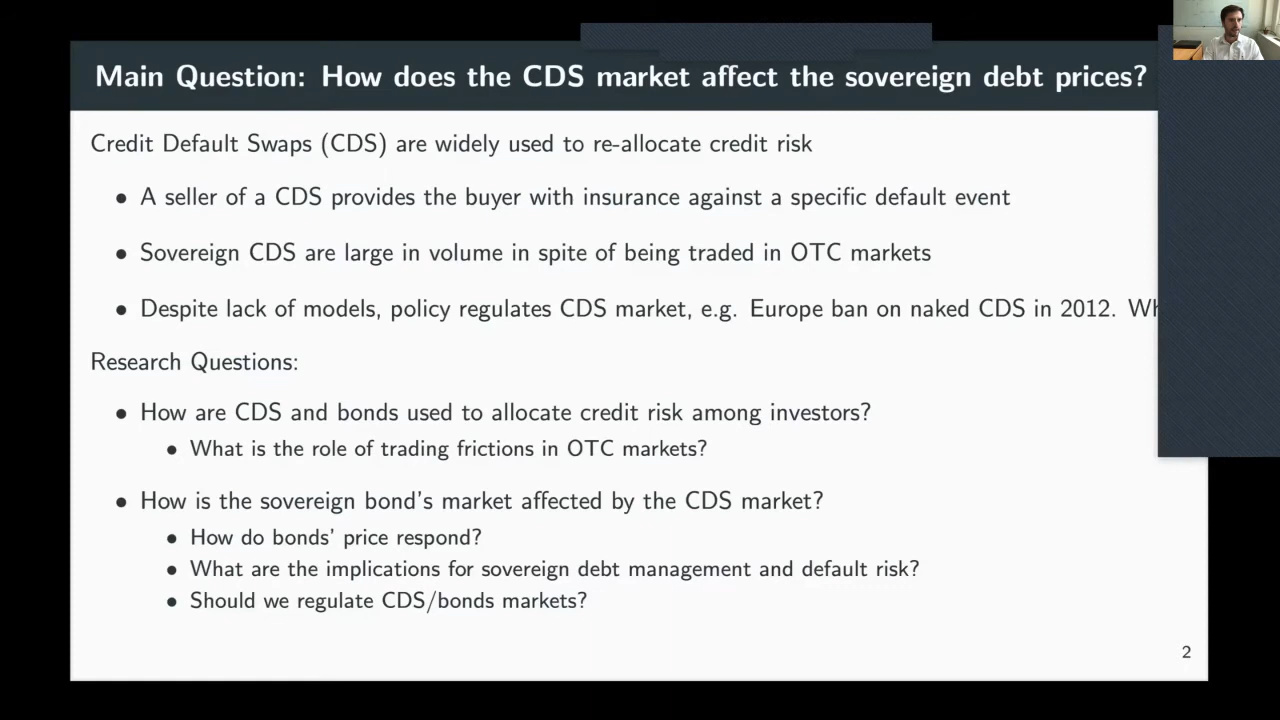 Main Question: How does the CDS market affect the sovereign debt prices?
Credit Default Swaps (CDS) are widely used to re-allocate credit risk
• A seller of a CDS provides the buyer with insurance against a specific default event
• Sovereign CDS are large in volume in spite of being traded in OTC markets
• Despite lack of models, policy regulates CDS market, e.g. Europe ban on naked CDS in 2012.
Research Questions:
• How are CDS and bonds used to allocate credit risk among investors?
• What is the role of trading frictions in OTC markets?
• How is the sovereign bond's market affected by the CDS market?
• How do bonds' price respond?
• What are the implications for sovereign debt management and default risk?
• Should we regulate CDS/bonds markets?
2